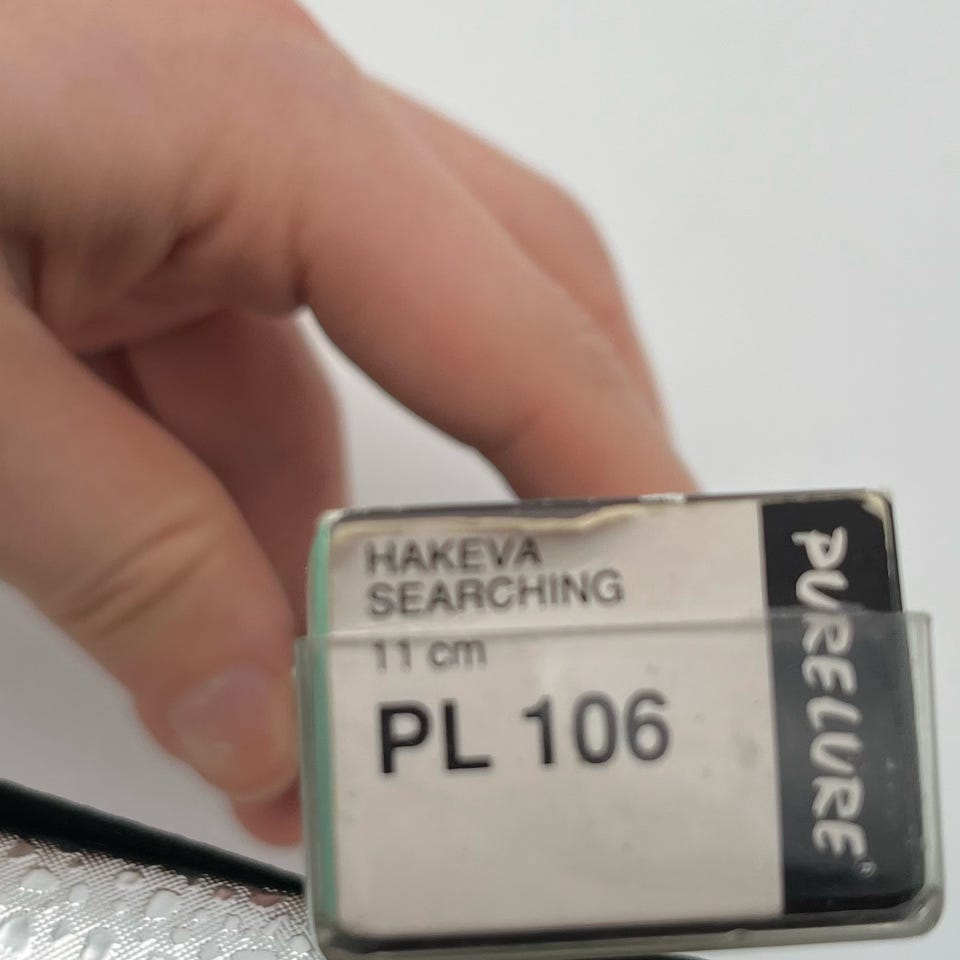 HAKEVA
SEARCHING
11 cm
PL 106
PURELURE®